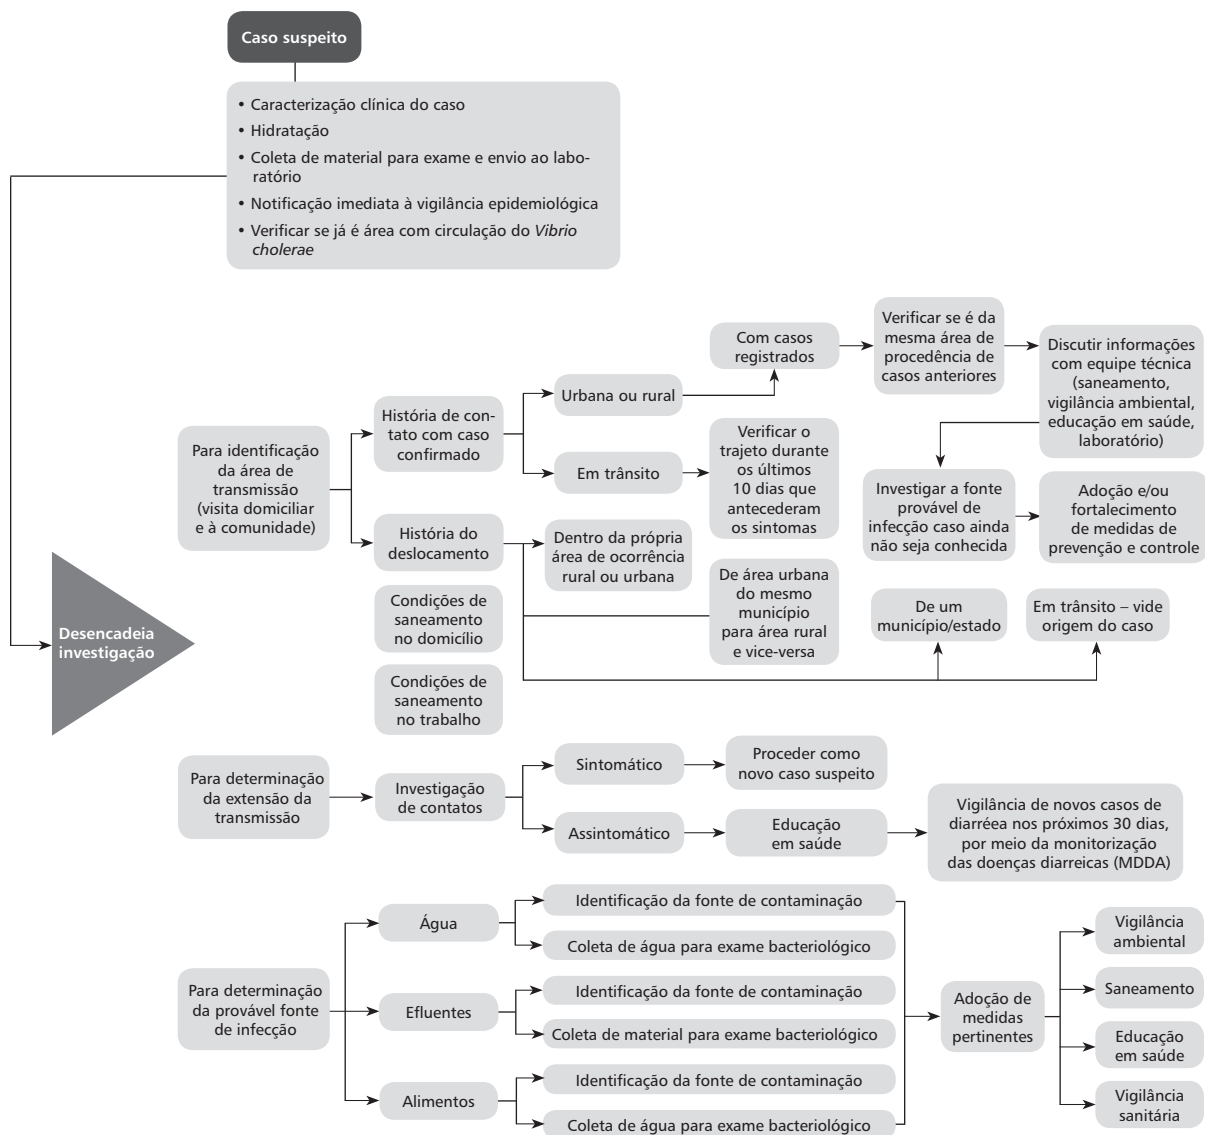 Caso suspeito
• Caracterização clínica do caso
• Hidratação
• Coleta de material para exame e envio ao labo-
ratório
• Notificação imediata à vigilância epidemiológica
• Verificar se já é área com circulação do Vibrio
cholerae
Desencadeia
investigação
Para identificação
da área de
transmissão
(visita domiciliar
e à comunidade)
História de con-
tato com caso
confirmado
Urbana ou rural
Com casos
registrados
Verificar se é da
mesma área de
procedência de
casos anteriores
Discutir informações
com equipe técnica
(saneamento,
vigilância ambiental,
educação em saúde,
laboratório)
Investigar a fonte
provável de
infecção caso ainda
não seja conhecida
Adoção e/ou
fortalecimento
de medidas de
prevenção e controle
Em trânsito
Verificar o
trajeto durante
os últimos
10 dias que
antecederam
os sintomas
História do
deslocamento
Dentro da própria
área de ocorrência
rural ou urbana
De área urbana
do mesmo
município
para área rural
e vice-versa
De um
município/estado
Em trânsito – vide
origem do caso
Condições de
saneamento
no domicílio
Condições de
saneamento
no trabalho
Para determinação
da extensão da
transmissão
Investigação
de contatos
Sintomático
Proceder como
novo caso suspeito
Assintomático
Educação
em saúde
Vigilância de novos casos de
diarréea nos próximos 30 dias,
por meio da monitorização
das doenças diarreicas (MDDA)
Para determinação
da provável fonte
de infecção
Água
Identificação da fonte de contaminação
Coleta de água para exame bacteriológico
Efluentes
Identificação da fonte de contaminação
Coleta de material para exame bacteriológico
Alimentos
Identificação da fonte de contaminação
Coleta de água para exame bacteriológico
Adoção de
medidas
pertinentes
Vigilância
ambiental
Saneamento
Educação
em saúde
Vigilância
sanitária